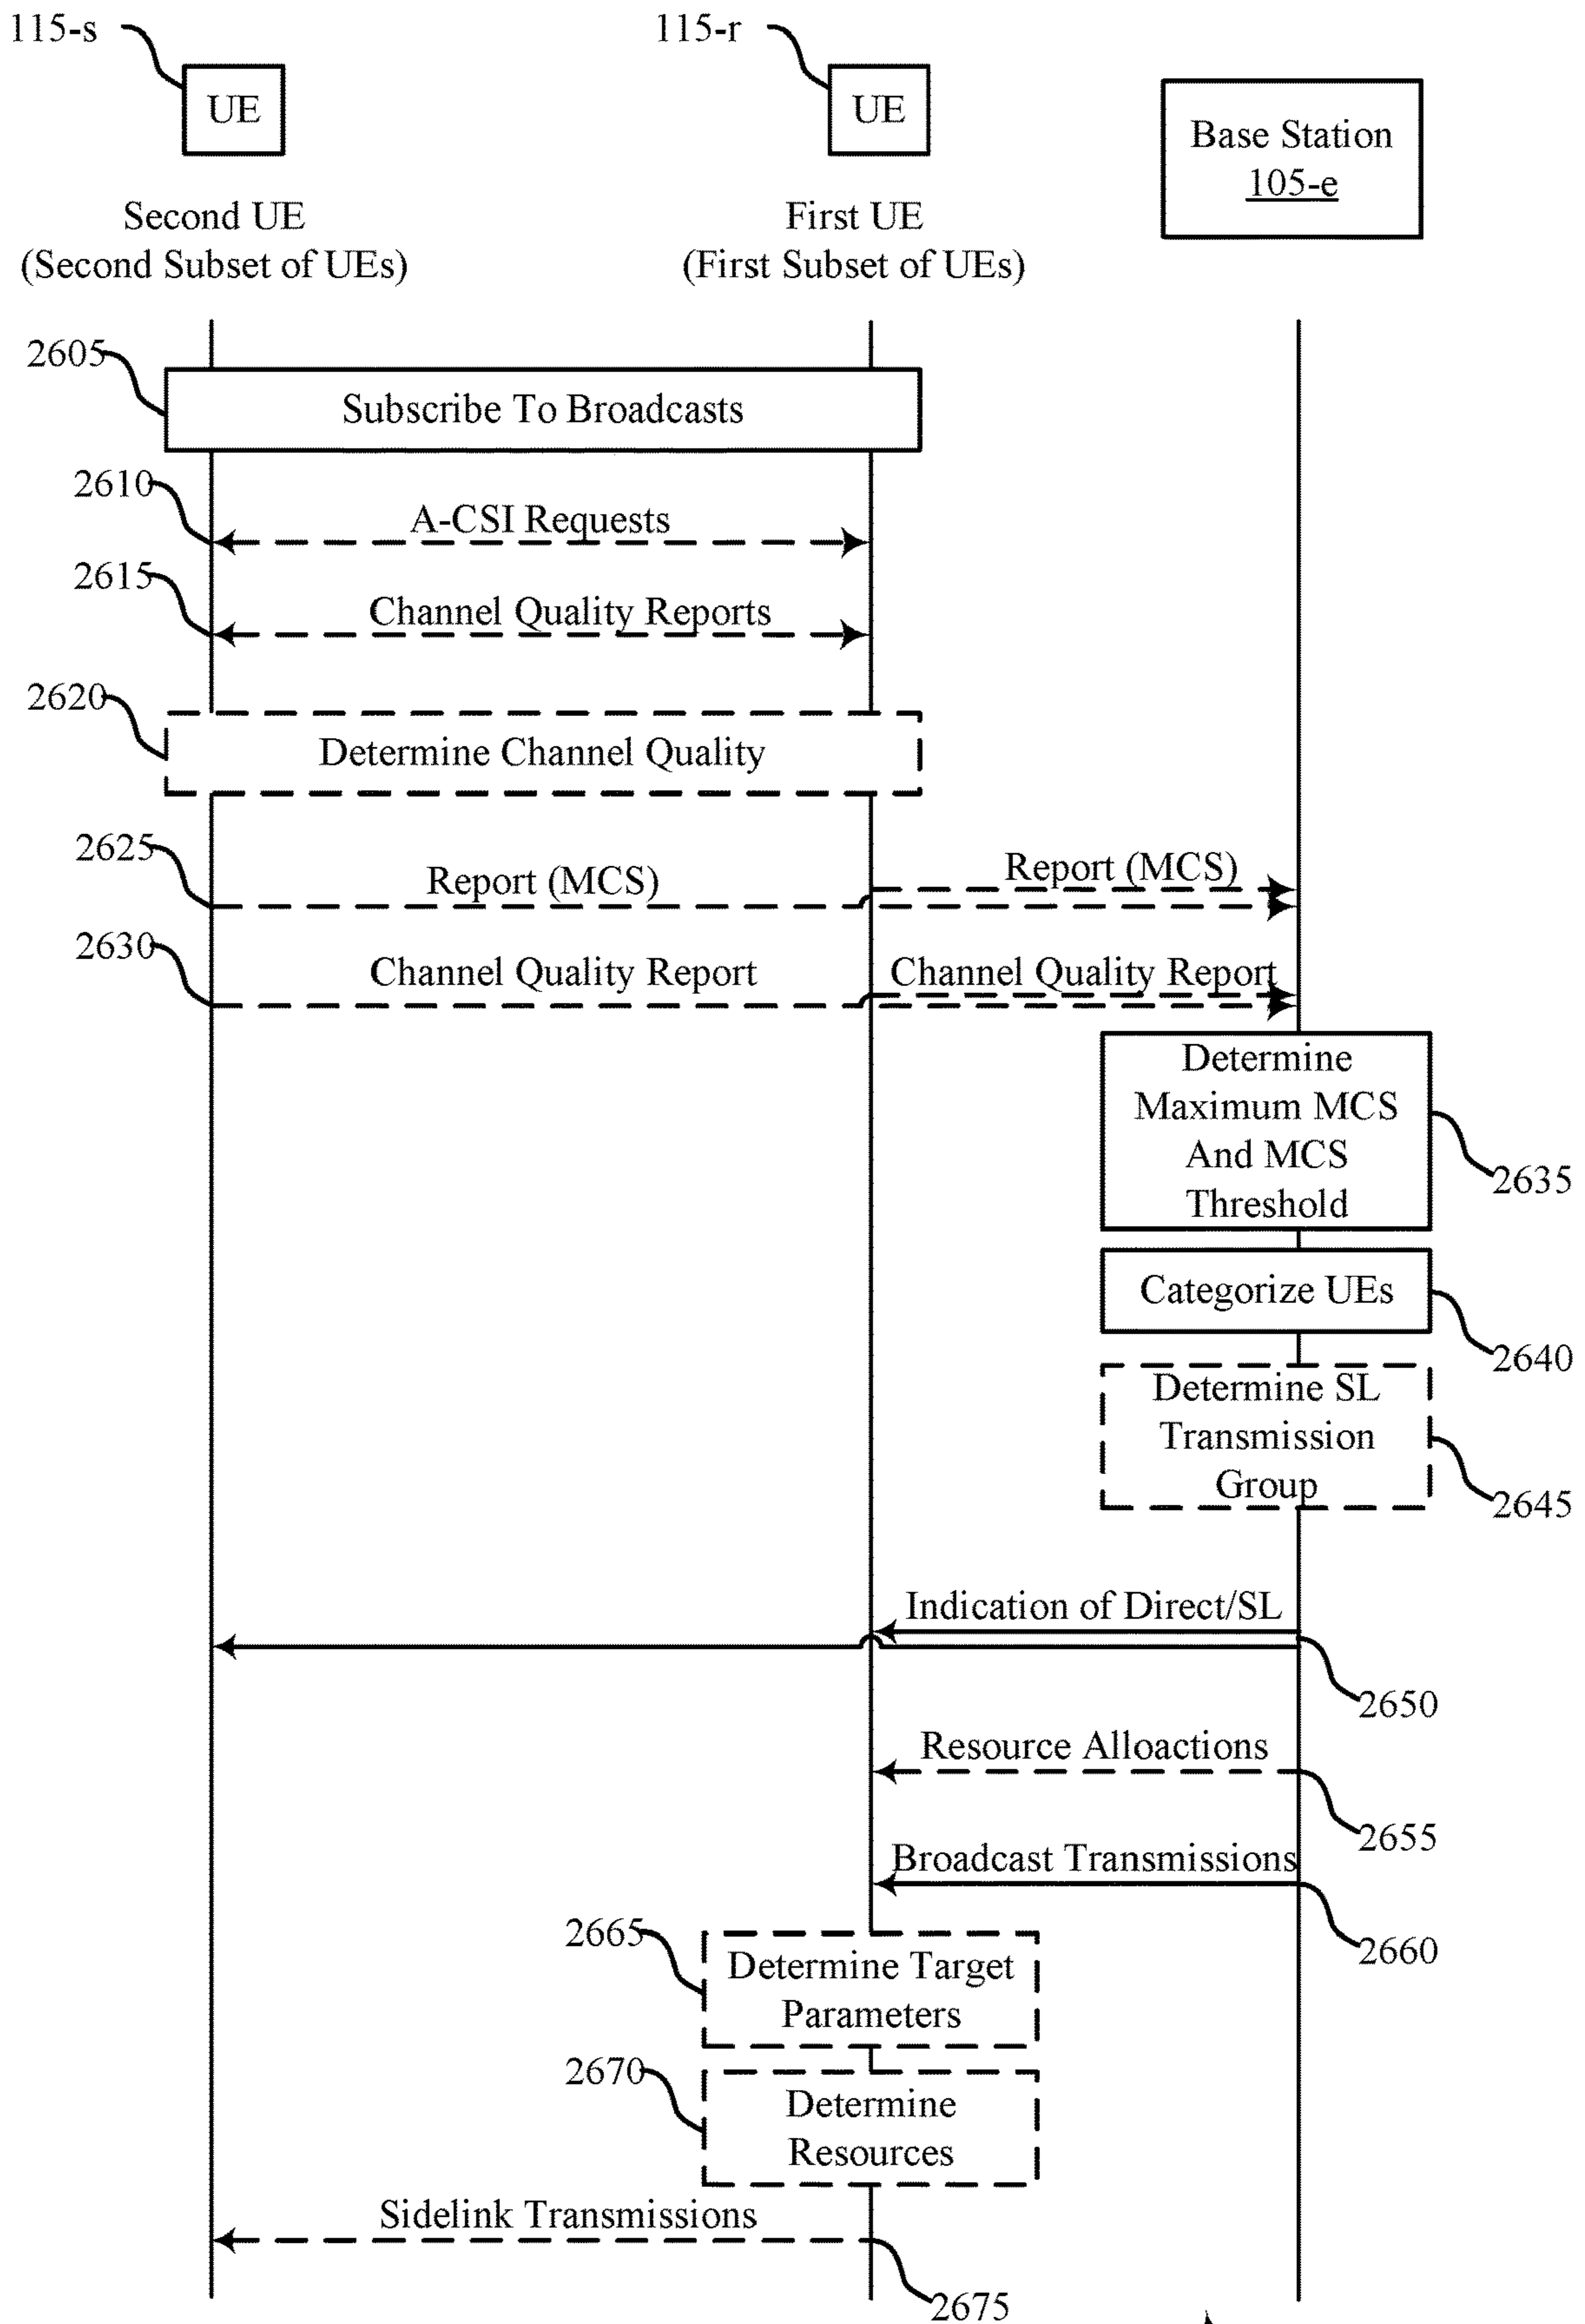 115-s
115-r
UE
UE
Base Station
105-e
Second UE
(Second Subset of UEs)
First UE
(First Subset of UEs)
2605
Subscribe To Broadcasts
2610
A-CSI Requests
2615
Channel Quality Reports
2620
Determine Channel Quality
2625
Report (MCS)
Report (MCS)
2630
Channel Quality Report
Channel Quality Report
Determine
Maximum MCS
And MCS
Threshold
2635
Categorize UEs
2640
Determine SL
Transmission
Group
2645
Indication of Direct/SL
2650
Resource Alloactions
2655
Broadcast Transmissions
2660
2665
Determine Target
Parameters
2670
Determine
Resources
Sidelink Transmissions
2675